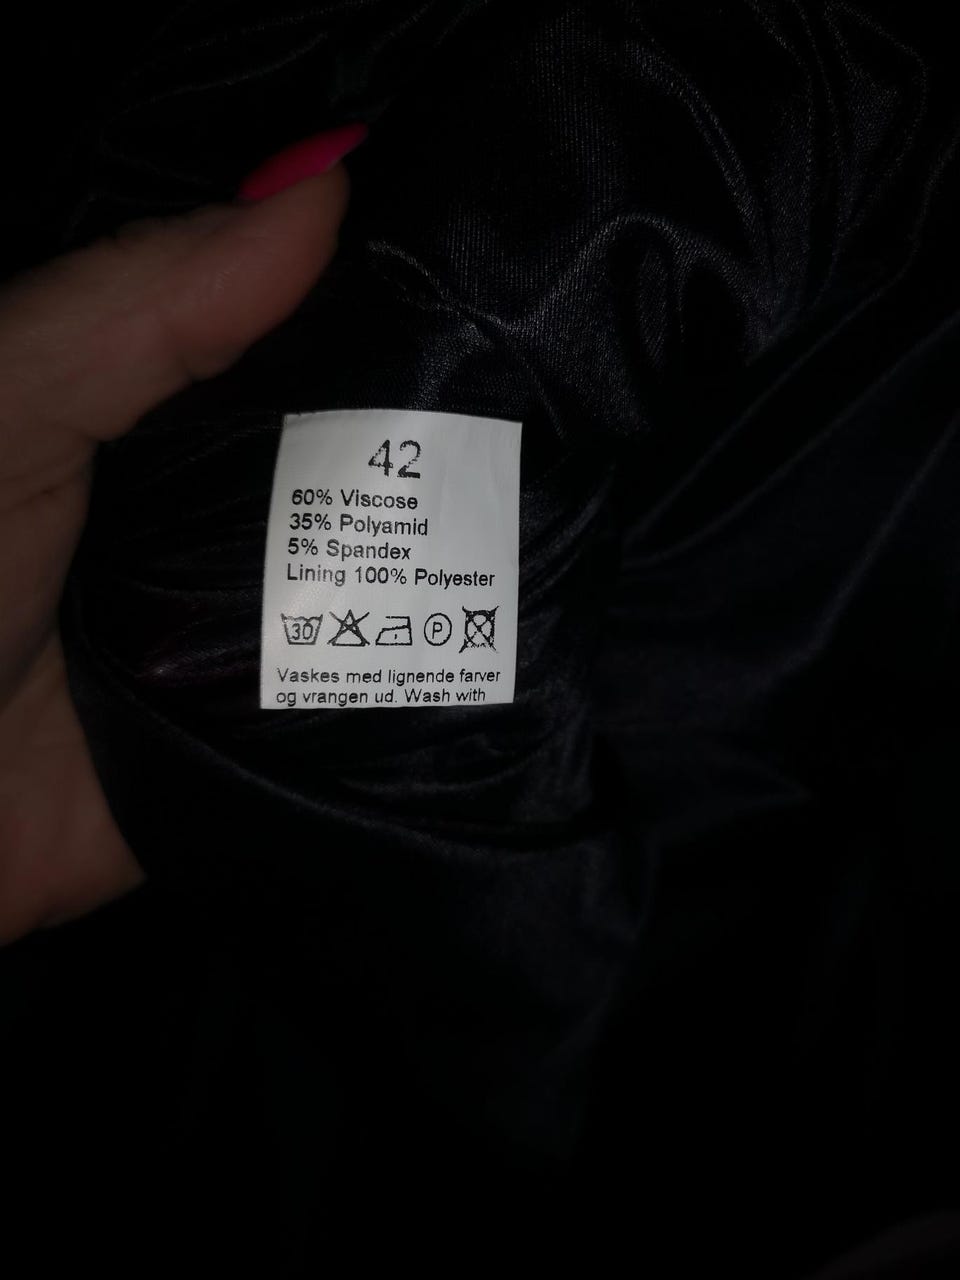 42
60% Viscose
35% Polyamid
5% Spandex
Lining 100% Polyester
30 P
Vaskes med lignende farver
og vrangen ud. Wash with